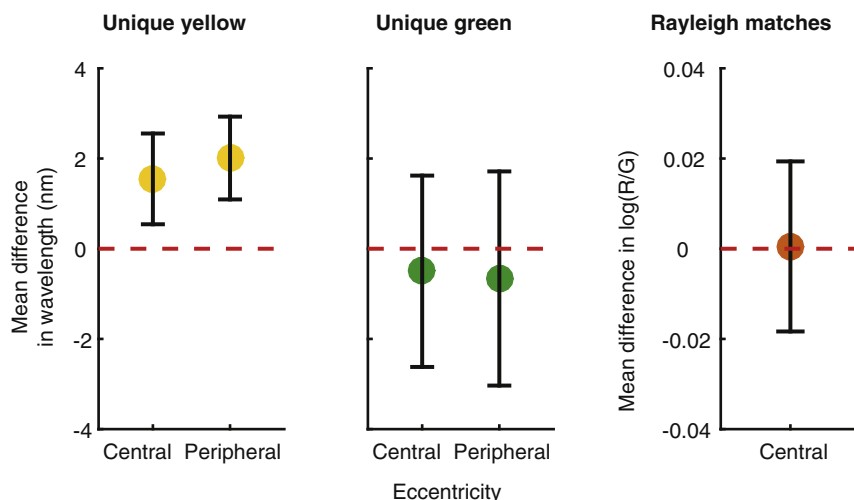 Unique yellow
Unique green
Rayleigh matches
Mean difference
in wavelength (nm)
4
2
0
-2
-4
Central Peripheral
Central Peripheral
Eccentricity
Mean difference in log(R/G)
0.04
0.02
0
-0.02
-0.04
Central